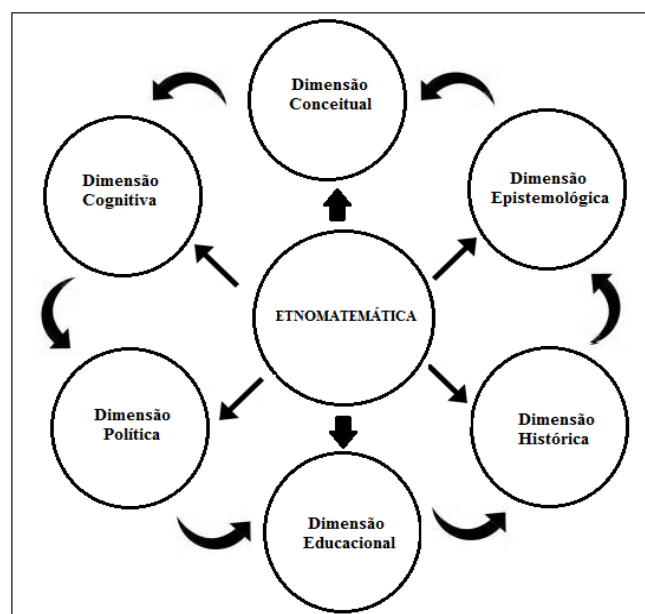 Dimensão
Conceitual
Dimensão
Cognitiva
Dimensão
Epistemológica
ETNOMATEMÁTICA
Dimensão
Política
Dimensão
Histórica
Dimensão
Educacional